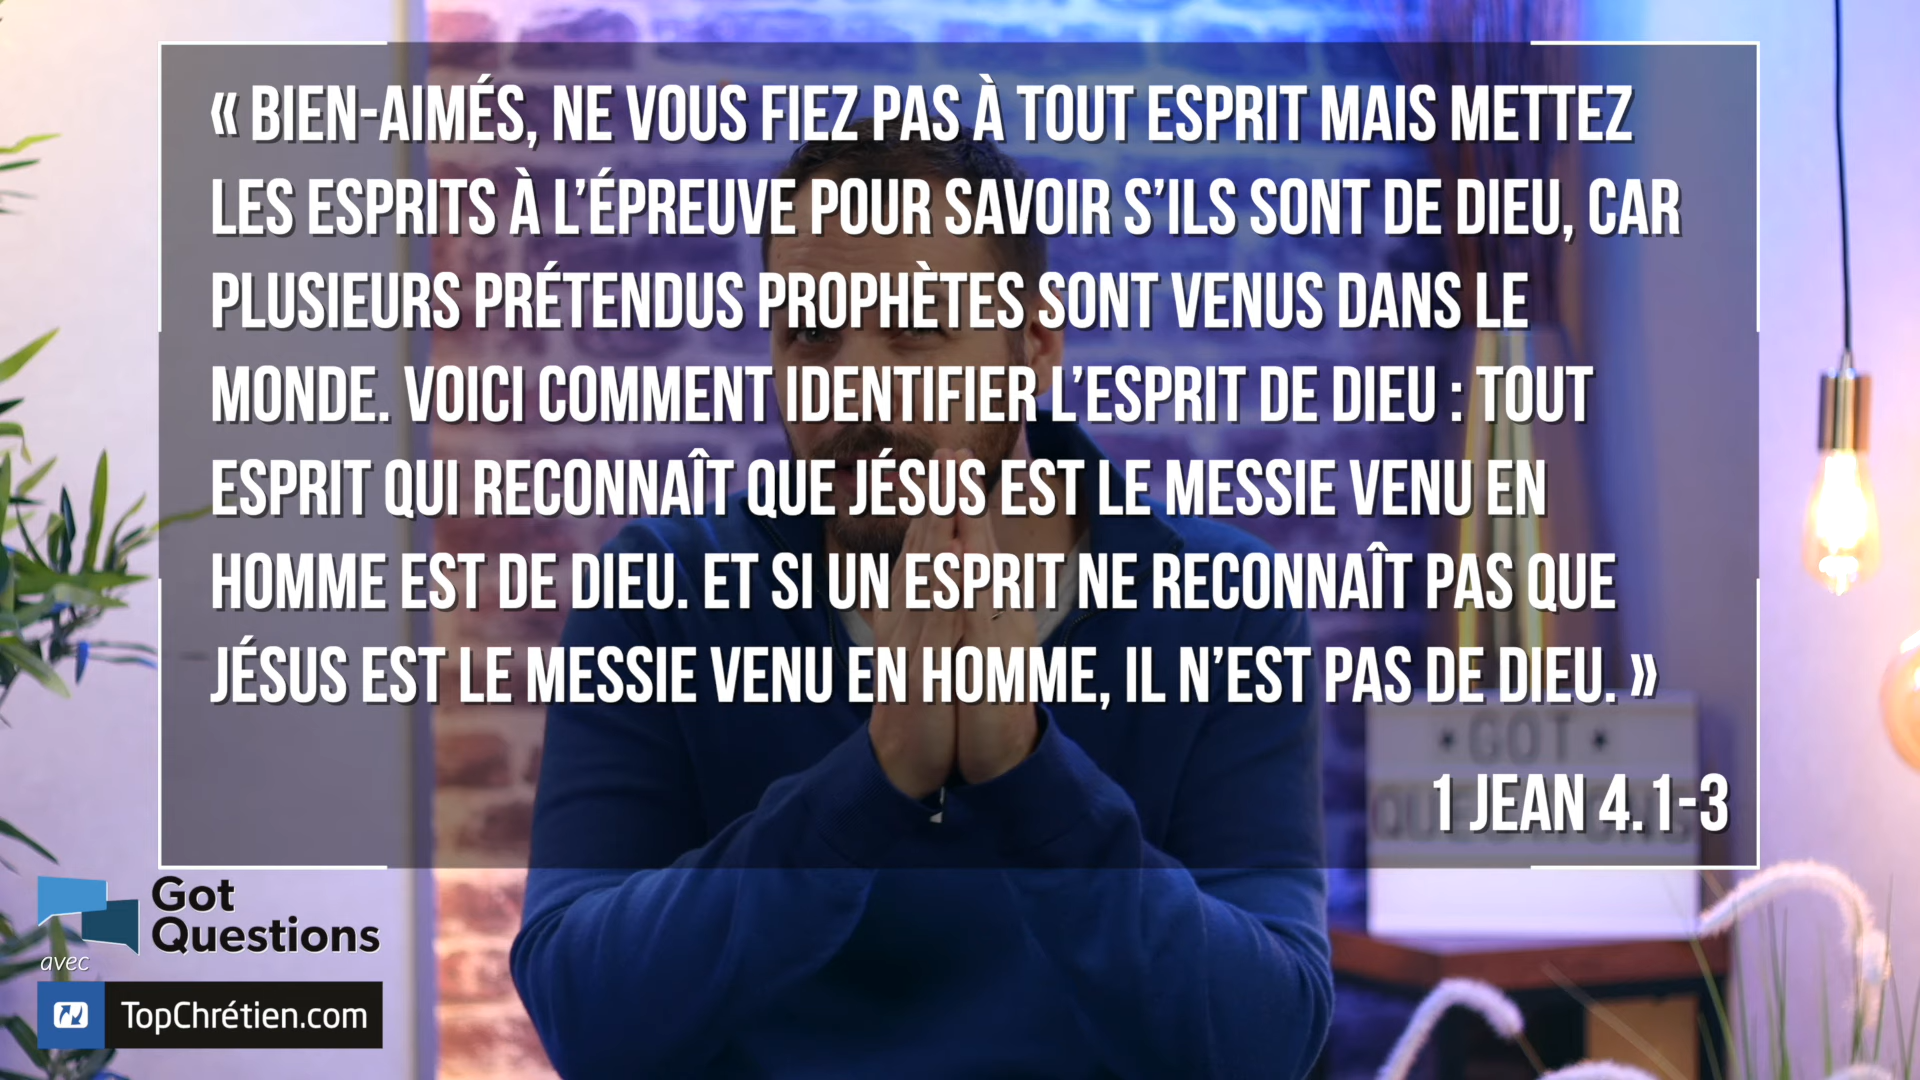 « BIEN-AIMÉS, NE VOUS FIEZ PAS À TOUT ESPRIT MAIS METTEZ
LES ESPRITS À L’ÉPREUVE POUR SAVOIR S’ILS SONT DE DIEU, CAR
PLUSIEURS PRÉTENDUS PROPHÈTES SONT VENUS DANS LE
MONDE. VOICI COMMENT IDENTIFIER L’ESPRIT DE DIEU : TOUT
ESPRIT QUI RECONNAÎT QUE JÉSUS EST LE MESSIE VENU EN
HOMME EST DE DIEU. ET SI UN ESPRIT NE RECONNAÎT PAS QUE
JÉSUS EST LE MESSIE VENU EN HOMME, IL N’EST PAS DE DIEU. »
GOT
QUESTIONS
1 JEAN 4.1-3
Got
Questions
avec
TopChrétien.com